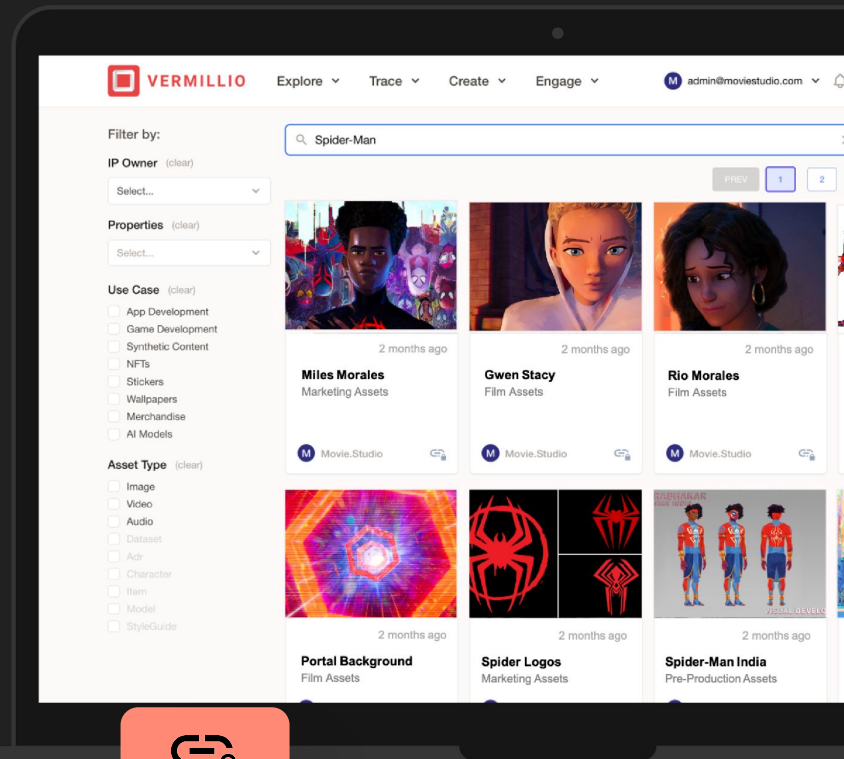 VERMILLIO
Explore
Trace
Create
Engage
M
admin@moviestudio.com
Filter by:
Spider-Man
IP Owner (clear)
Select...
PREV
1
2
Properties (clear)
Select...
Use Case (clear)
App Development
Game Development
Synthetic Content
NFTs
Stickers
Wallpapers
Merchandise
AI Models
Asset Type (clear)
Image
Video
Audio
Dataset
Adr
Character
Item
Model
StyleGuide
2 months ago
Miles Morales
Marketing Assets
M Movie.Studio
2 months ago
Gwen Stacy
Film Assets
M Movie.Studio
2 months ago
Rio Morales
Film Assets
M Movie.Studio
2 months ago
Portal Background
Film Assets
2 months ago
Spider Logos
Marketing Assets
VISUAL DEVELO
2 months ago
Spider-Man India
Pre-Production Assets